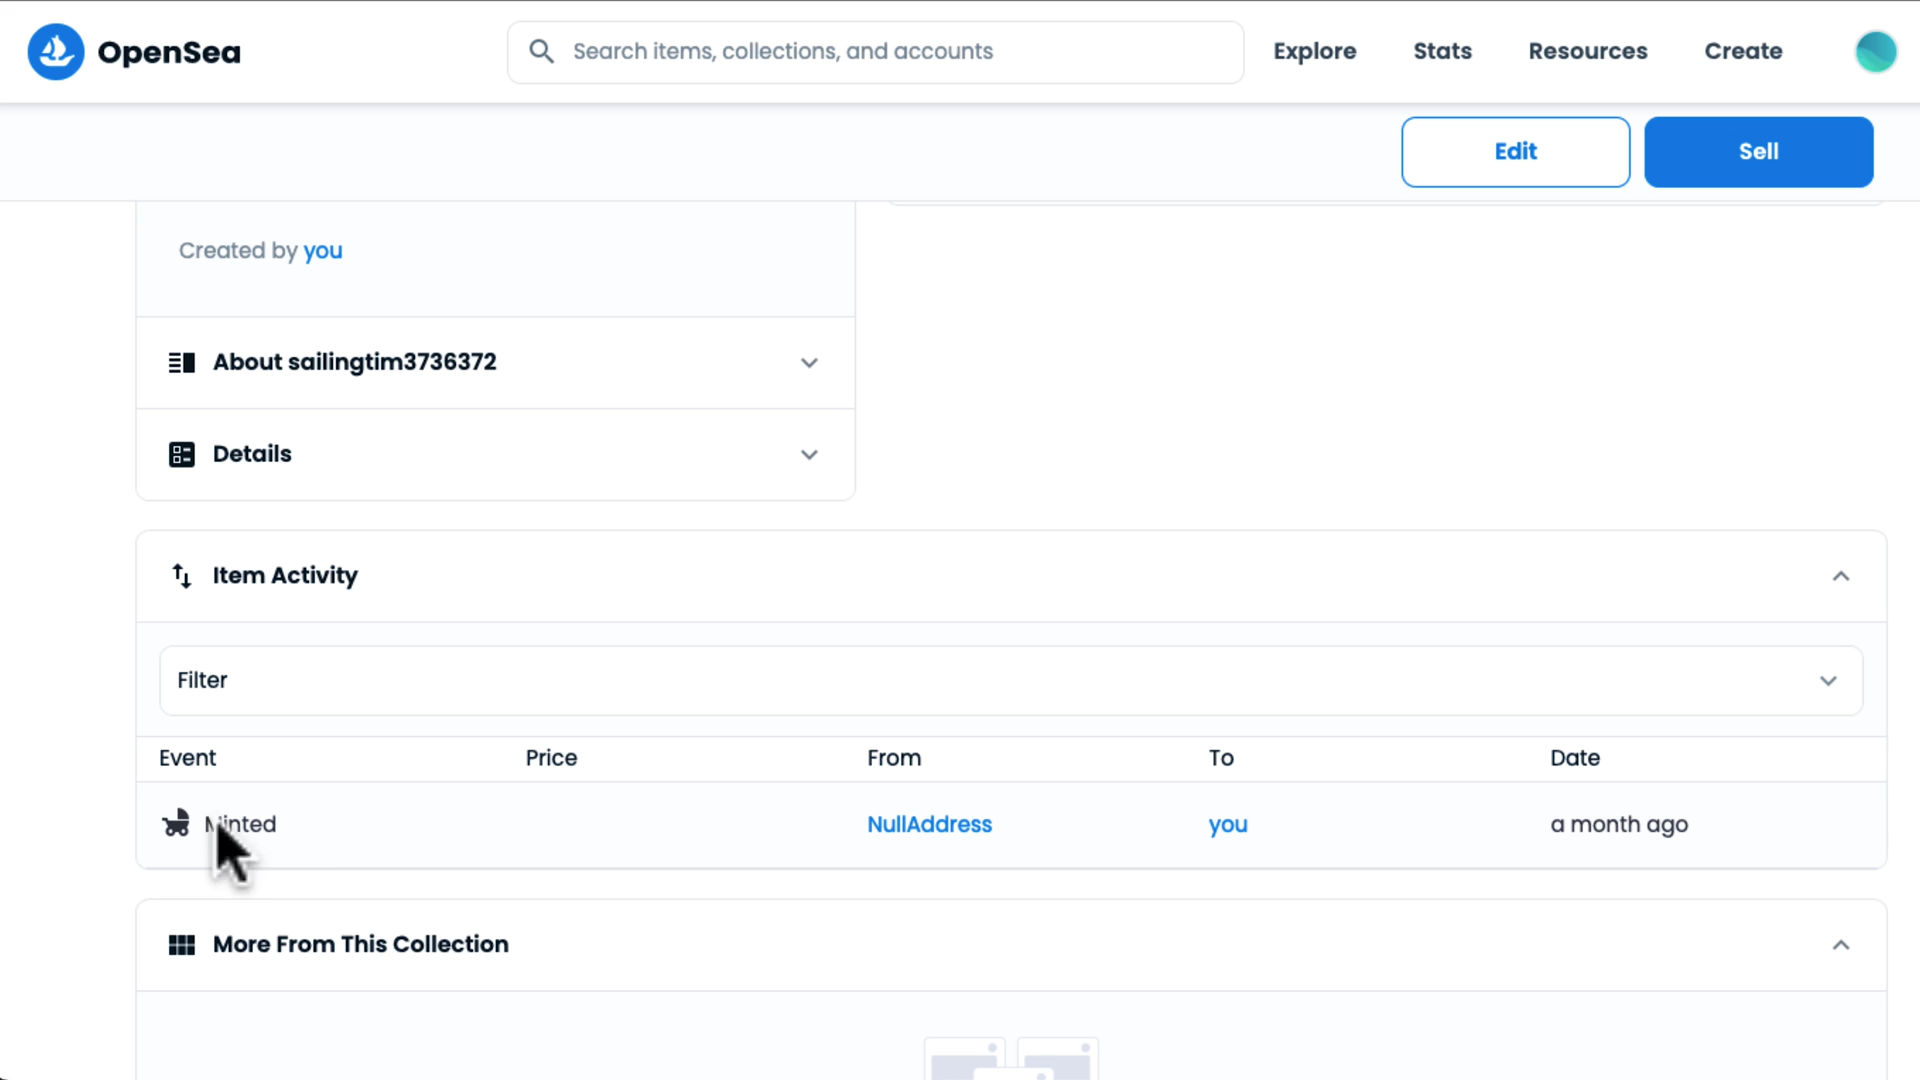 OpenSea
Search items, collections, and accounts
Explore
Stats
Resources
Create
Edit
Sell
Created by you
About sailingtim3736372
Details
Item Activity
Filter
Event Price From To Date
Minted NullAddress you a month ago
More From This Collection